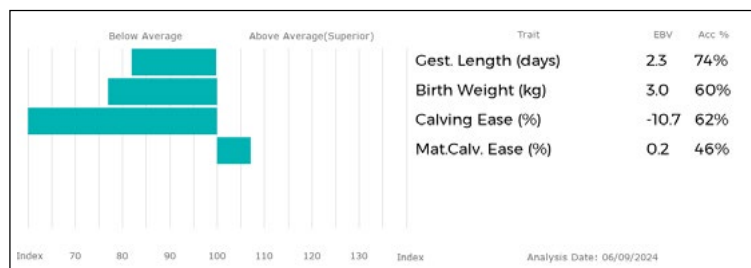 Below Average Above Average(Superior) Trait EBV Acc %
Gest. Length (days) 2.3 74%
Birth Weight (kg) 3.0 60%
Calving Ease (%) -10.7 62%
Mat.Calv. Ease (%) 0.2 46%
Index 70 80 90 100 110 120 130 Index Analysis Date: 06/09/2024